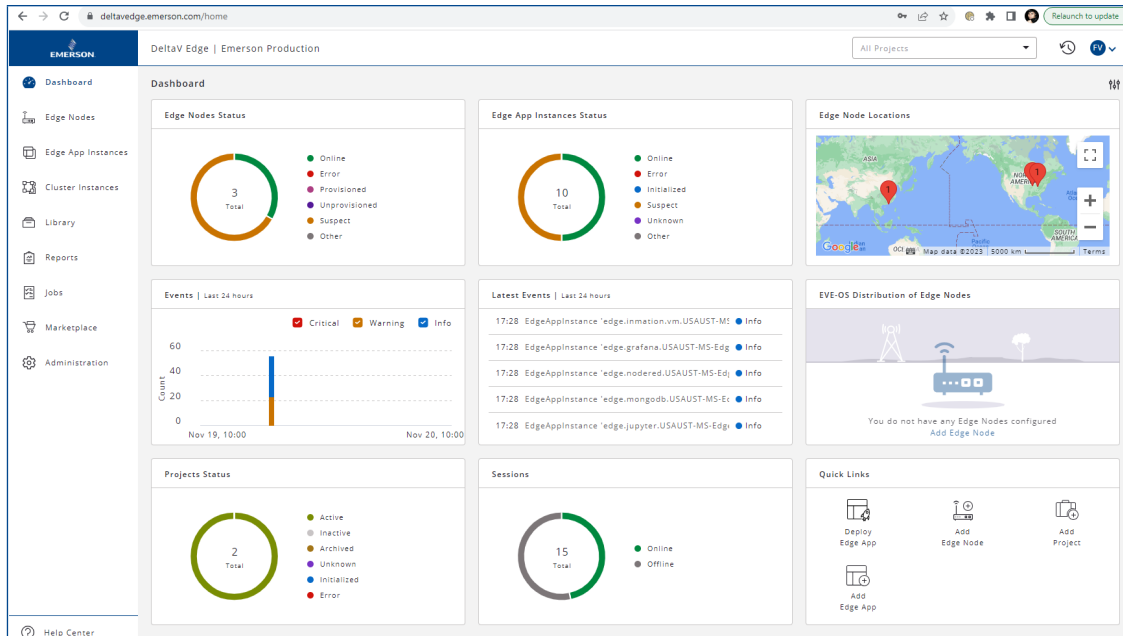 deltavedge.emerson.com/home
Relaunch to update
EMERSON
DeltaV Edge | Emerson Production
All Projects
FV
Dashboard
Edge Nodes
Edge App Instances
Cluster Instances
Library
Reports
Jobs
Marketplace
Administration
Help Center
Dashboard
Edge Nodes Status
3
Total
Online
Error
Provisioned
Unprovisioned
Suspect
Other
Edge App Instances Status
10
Total
Online
Error
Initialized
Suspect
Unknown
Other
Edge Node Locations
ASIA
1
1
SOUTH
AMERICA
Pacific
Google
Map data ©2023
5000 km
Terms
Events | Last 24 hours
Critical
Warning
Info
60
40
20
0
Count
Nov 19, 10:00
Nov 20, 10:00
Latest Events | Last 24 hours
17:28 EdgeAppInstance 'edge.inmation.vm.USAUST-MS Info
17:28 EdgeAppInstance 'edge.grafana.USAUST-MS-Edg Info
17:28 EdgeAppInstance 'edge.nodered.USAUST-MS-Edg Info
17:28 EdgeAppInstance 'edge.mongodb.USAUST-MS-Ec Info
17:28 EdgeAppInstance 'edge.jupyter.USAUST-MS-Edge Info
EVE-OS Distribution of Edge Nodes
You do not have any Edge Nodes configured
Add Edge Node
Projects Status
2
Total
Active
Inactive
Archived
Unknown
Initialized
Error
Sessions
15
Total
Online
Offline
Quick Links
Deploy
Edge App
Add
Edge Node
Add
Project
Add
Edge App